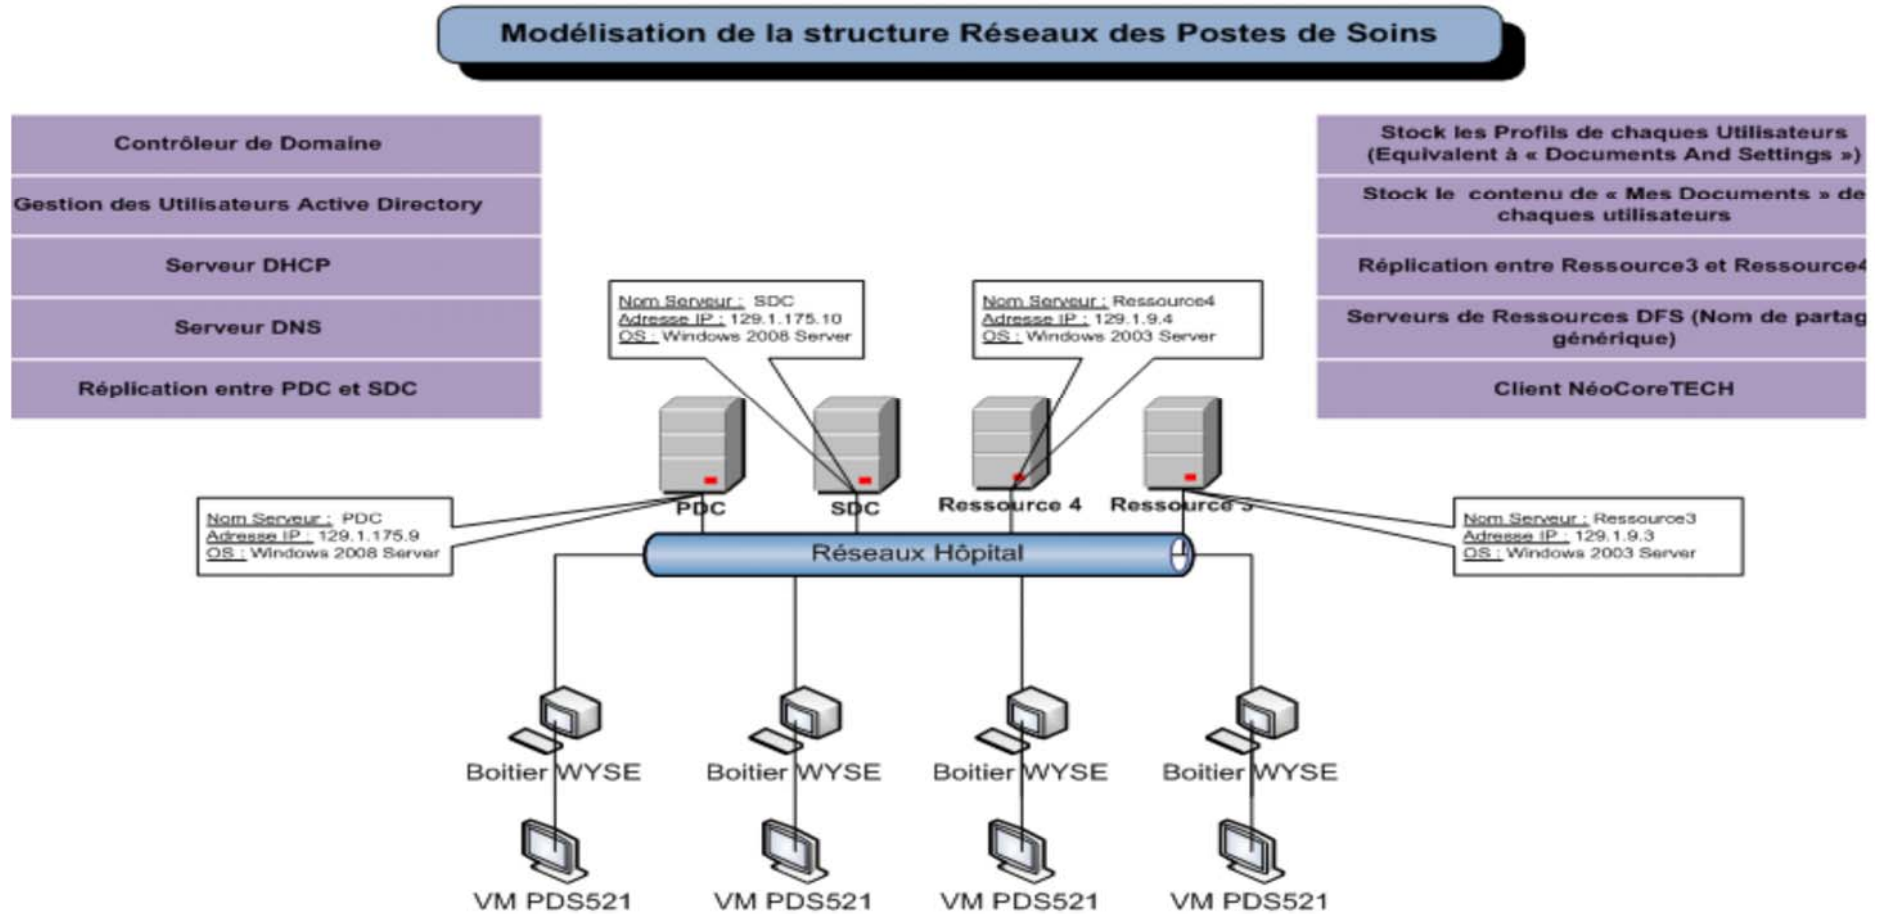 Modélisation de la structure Réseaux des Postes de Soins
Contrôleur de Domaine
Gestion des Utilisateurs Active Directory
Serveur DHCP
Serveur DNS
Réplication entre PDC et SDC
Stock les Profils de chaques Utilisateurs
(Equivalent à « Documents And Settings »)
Stock le contenu de « Mes Documents » de
chaques utilisateurs
Réplication entre Ressource3 et Ressource4
Serveurs de Ressources DFS (Nom de partag
générique)
Client NéoCoreTECH
Nom Serveur : SDC
Adresse IP : 129.1.175.10
OS : Windows 2008 Server
Nom Serveur : Ressource4
Adresse IP : 129.1.9.4
OS : Windows 2003 Server
PDC
SDC
Ressource 4
Ressource 3
Nom Serveur : PDC
Adresse IP : 129.1.175.9
OS : Windows 2008 Server
Nom Serveur : Ressource3
Adresse IP : 129.1.9.3
OS : Windows 2003 Server
Réseaux Hôpital
Boitier WYSE
Boitier WYSE
Boitier WYSE
Boitier WYSE
VM PDS521
VM PDS521
VM PDS521
VM PDS521